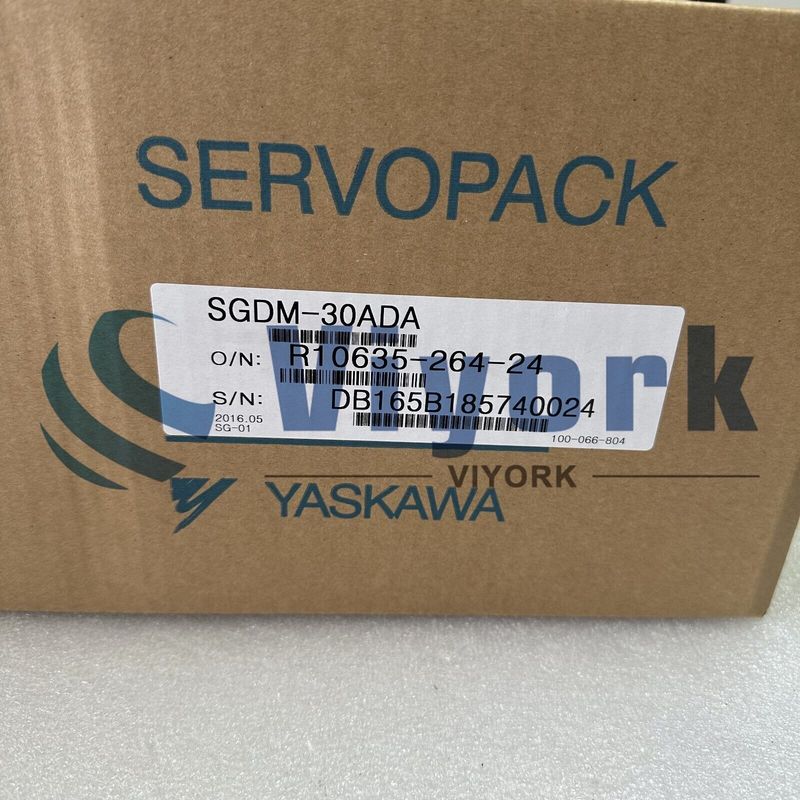 SERVOPACK
SGDM-30ADA
O/N: R10635-264-24
S/N: DB165B185740024
2016.05
SG-01
100-066-804
Viyork
VIYORK
YASKAWA